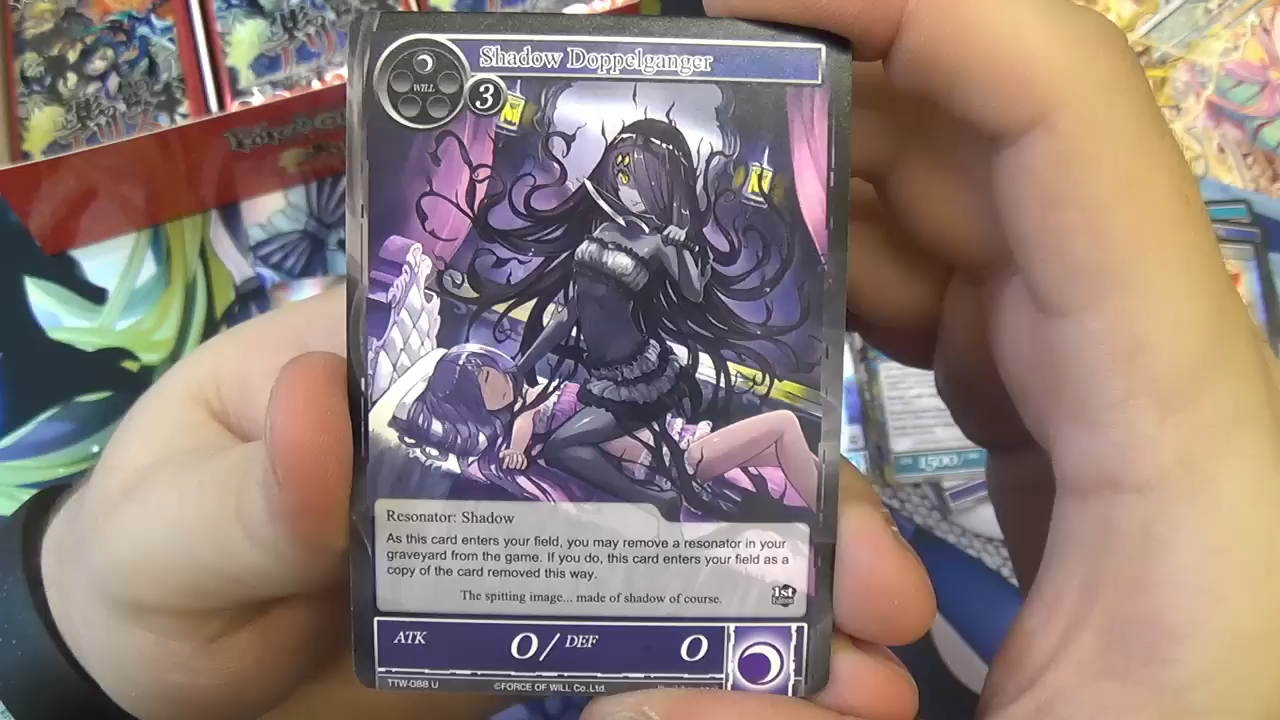 Shadow Doppelganger
WILL
3
Resonator: Shadow
As this card enters your field, you may remove a resonator in your
graveyard from the game. If you do, this card enters your field as a
copy of the card removed this way.
The spitting image... made of shadow of course.
1st
Edition
ATK 0/ DEF 0
TTW-088 U
©FORCE OF WILL Co.,Ltd.
1500/